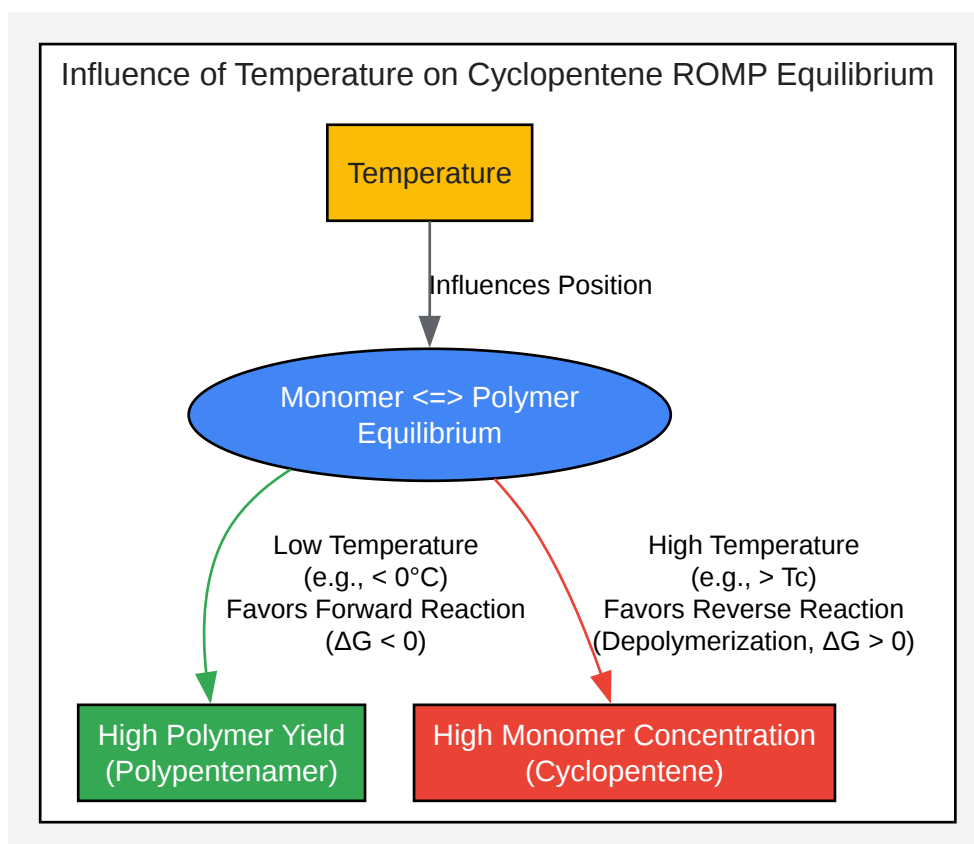 Influence of Temperature on Cyclopentene ROMP Equilibrium
Temperature
Influences Position
Monomer <=> Polymer
Equilibrium
Low Temperature
(e.g., < 0°C)
Favors Forward Reaction
(ΔG < 0)
High Temperature
(e.g., > Tc)
Favors Reverse Reaction
(Depolymerization, ΔG > 0)
High Polymer Yield
(Polypentenamer)
High Monomer Concentration
(Cyclopentene)